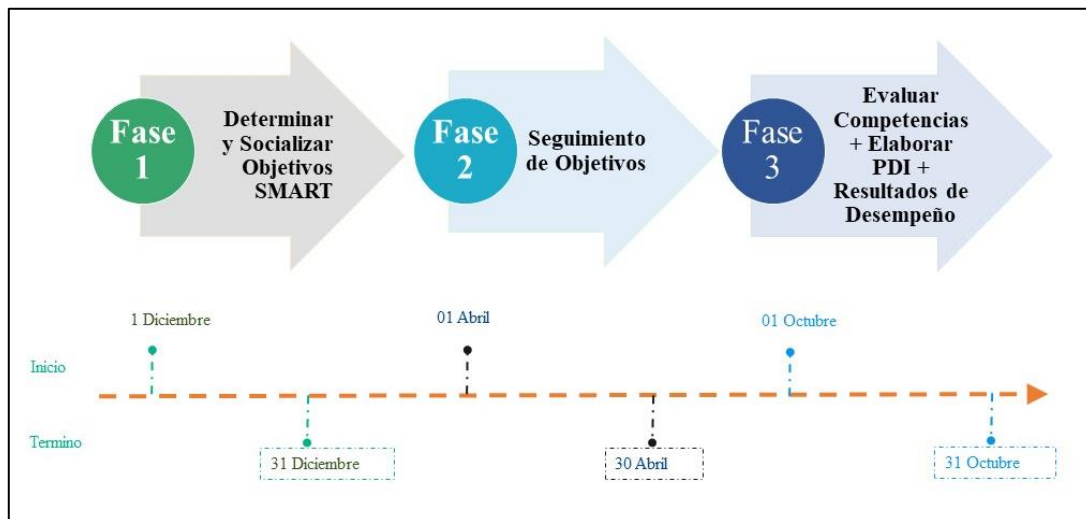 Fase
1
Determinar
y Socializar
Objetivos
SMART
Fase
2
Seguimiento
de Objetivos
Fase
3
Evaluar
Competencias
+ Elaborar
PDI +
Resultados de
Desempeño
1 Diciembre
01 Abril
01 Octubre
Inicio
Termino
31 Diciembre
30 Abril
31 Octubre